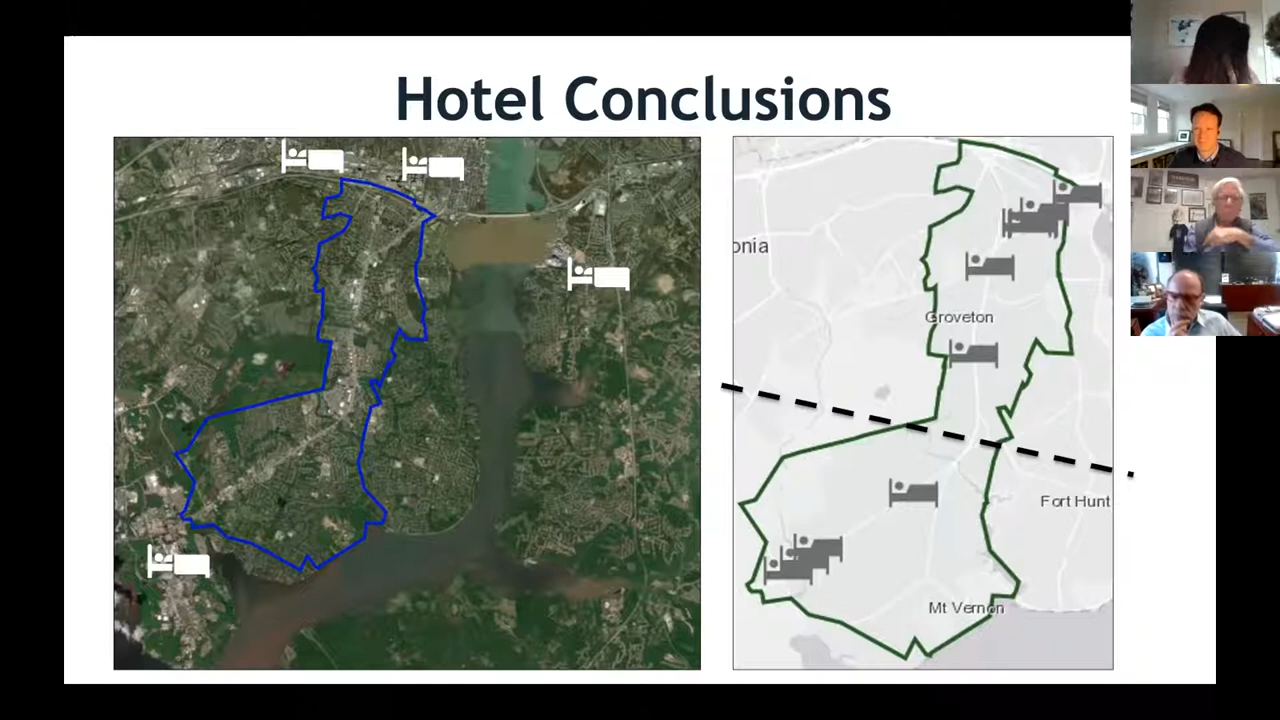 Hotel Conclusions
onia
Groveton
Fort Hunt
Mt Vernon